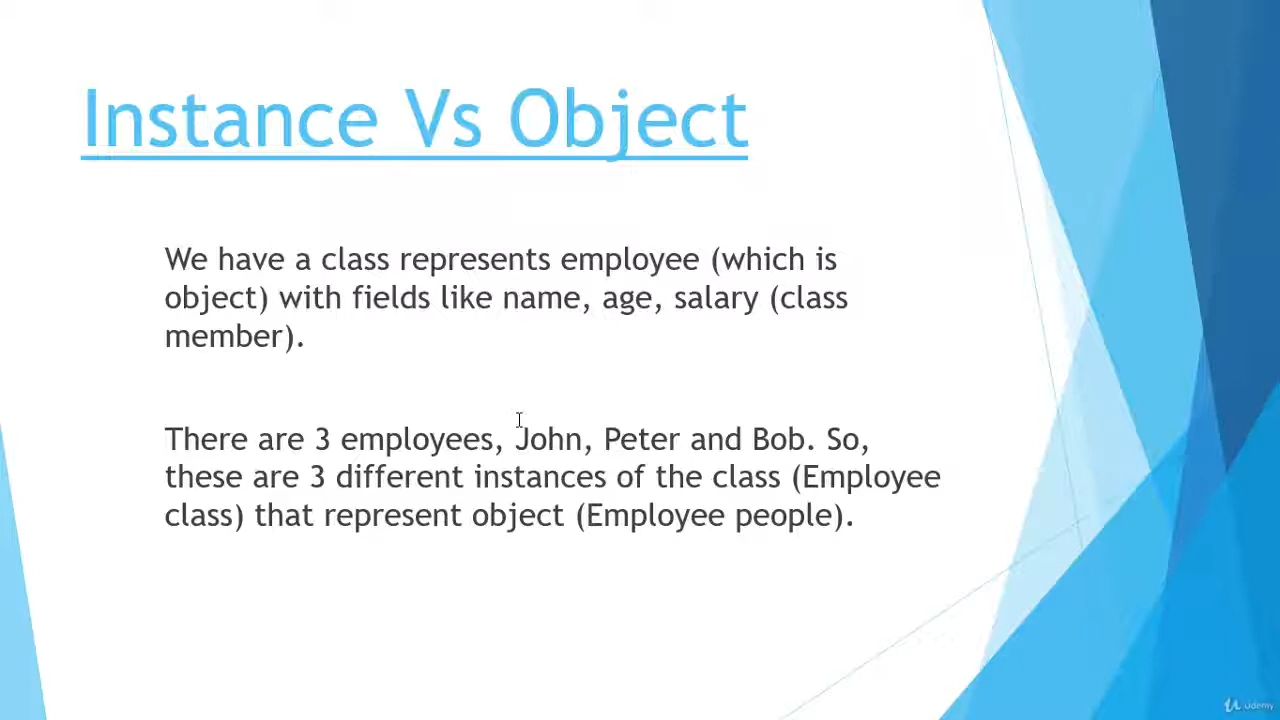 Instance Vs Object
We have a class represents employee (which is
object) with fields like name, age, salary (class
member).
There are 3 employees, John, Peter and Bob. So,
these are 3 different instances of the class (Employee
class) that represent object (Employee people).
Udemy